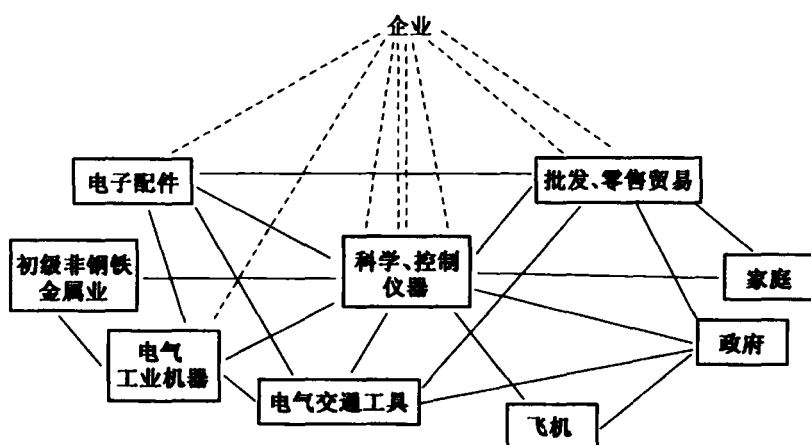 企业
电子配件
批发、零售贸易
初级非钢铁
金属业
科学、控制
仪器
家庭
电气
工业机器
政府
电气交通工具
飞机